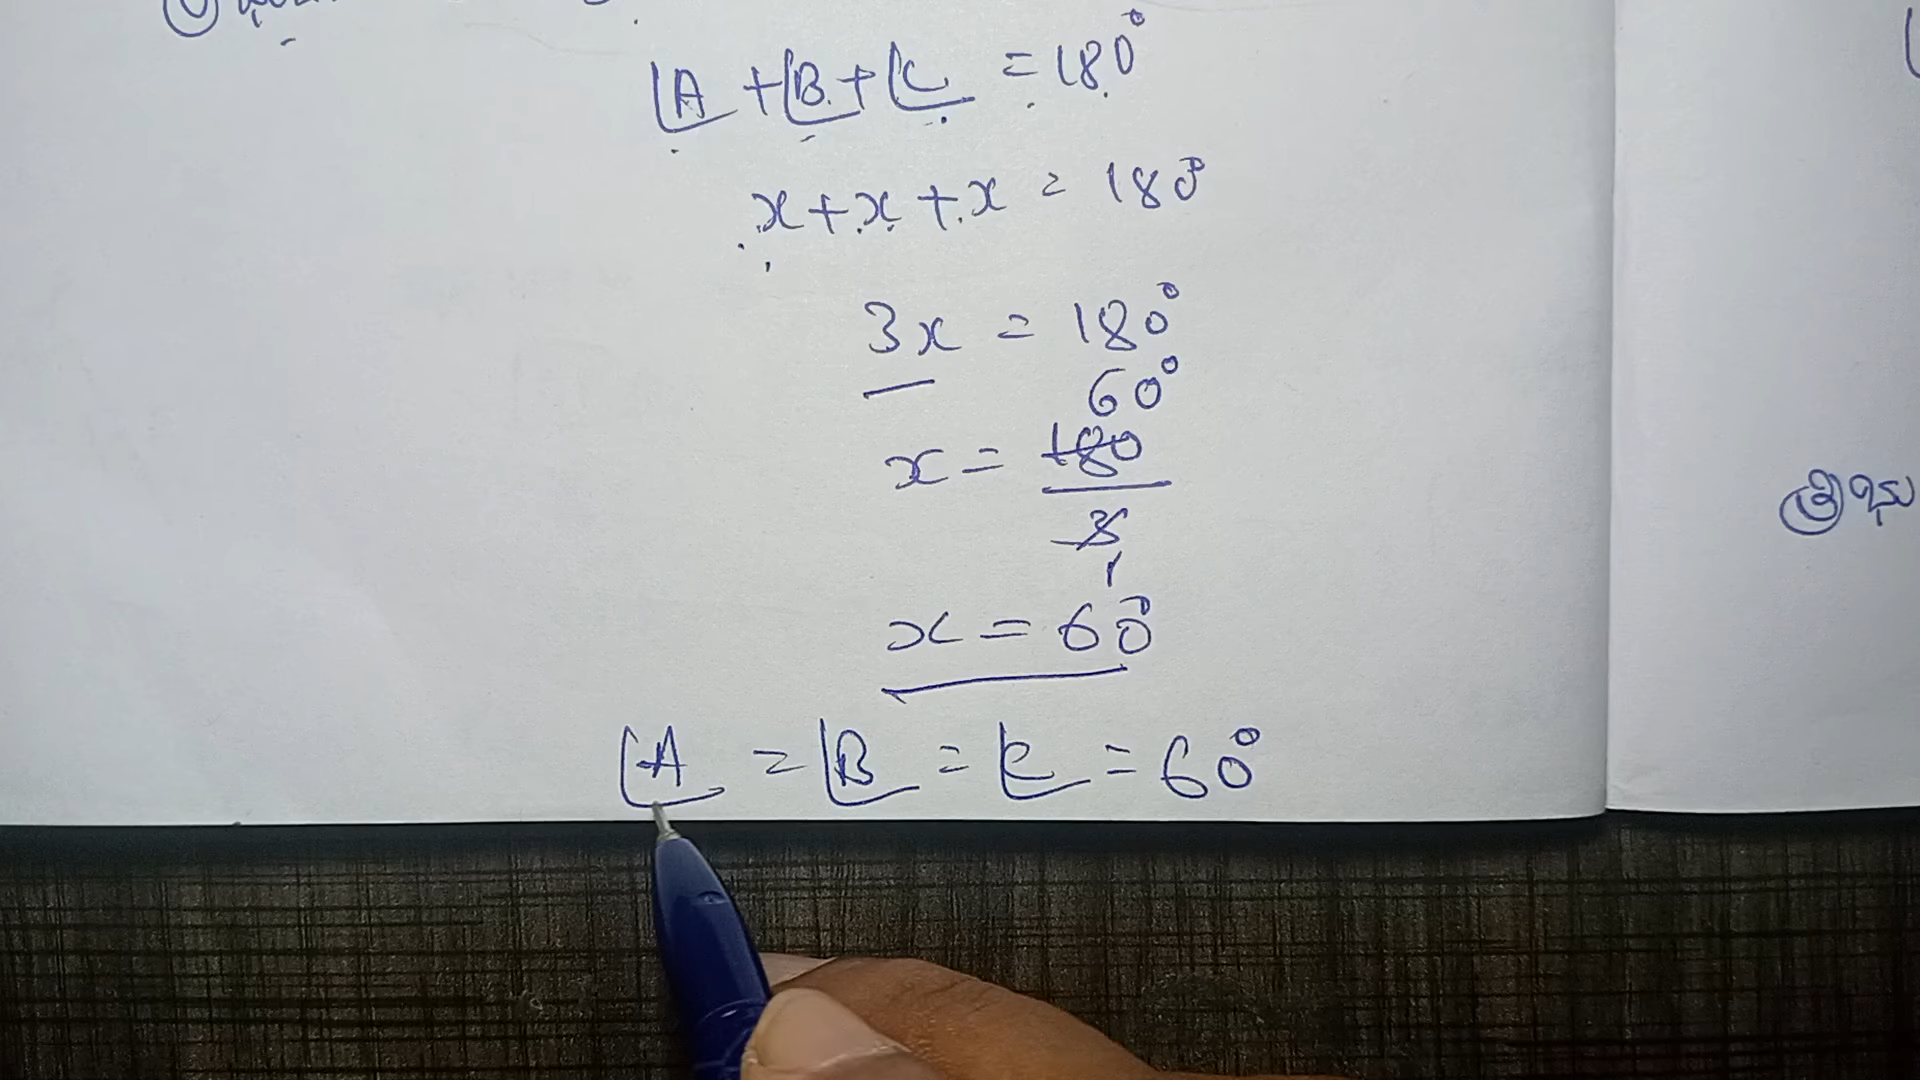 ∠A + ∠B + ∠C = 180°
x + x + x = 180°
3x = 180°
60°
x = 180/3
1
x = 60°
∠A = ∠B = ∠C = 60°